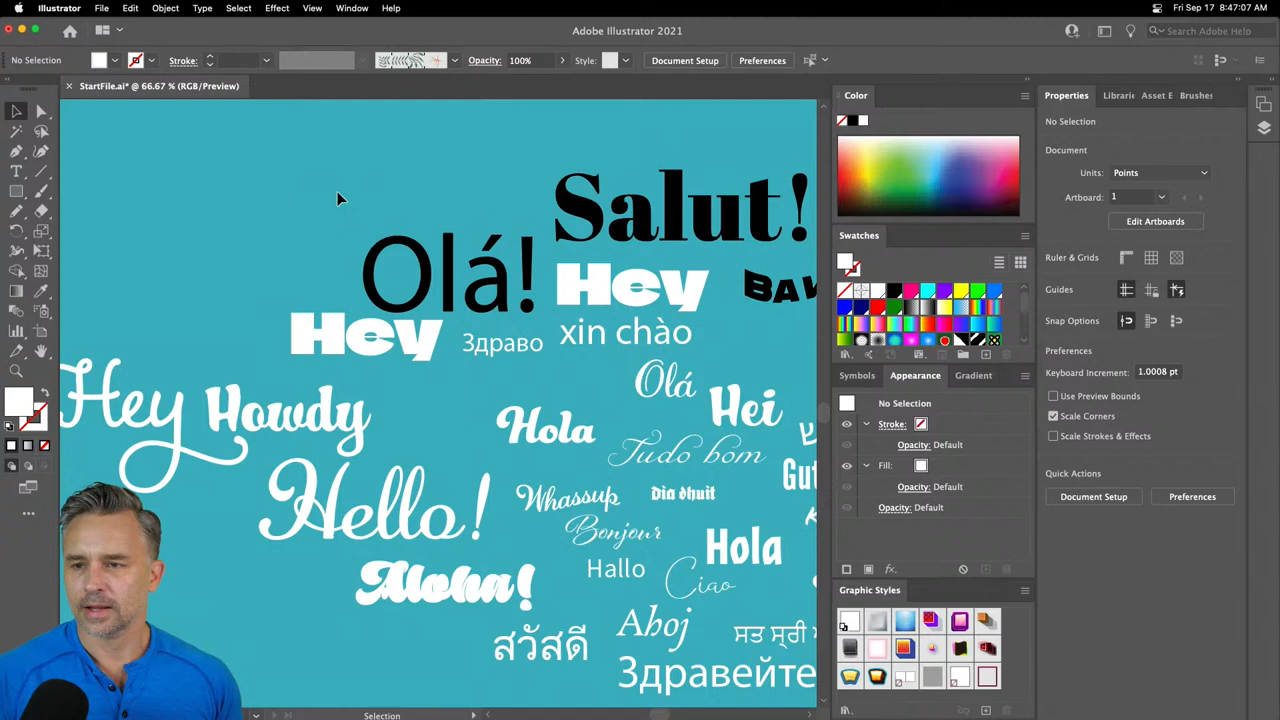 Illustrator File Edit Object Type Select Effect View Window Help Fri Sep 17 8:47:07 AM
Adobe Illustrator 2021
Search Adobe Help
No Selection Stroke: Opacity: 100% Style: Document Setup Preferences
StartFile.ai* @ 66.67 % (RGB/Preview)
Salut!
Olá!
Hey
Hey
Здраво
xin chào
Olá
Hey
Howdy
Hola
Hei
Tudo bom
Hello!
Whassup
Dia dhuit
Bonjour
Hola
Hallo
Ciao
Aloha!
Ahoj
สวัสดี
ਸਤ ਸ੍ਰੀ
Здравейте
Selection
Color
Swatches
Symbols Appearance Gradient
No Selection
Stroke:
Opacity: Default
Fill:
Opacity: Default
Opacity: Default
fx
Graphic Styles
Properties Librarie Asset E Brushes
No Selection
Document
Units: Points
Artboard: 1
Edit Artboards
Ruler & Grids
Guides
Snap Options
Preferences
Keyboard Increment: 1.0008 pt
Use Preview Bounds
Scale Corners
Scale Strokes & Effects
Quick Actions
Document Setup Preferences